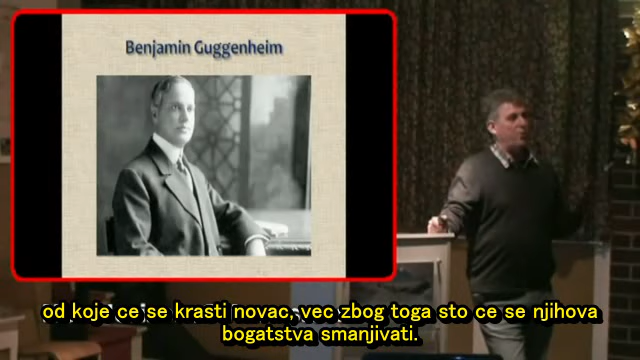 Benjamin Guggenheim
od koje ce se krasti novac, vec zbog toga sto ce se njihova
bogatstva smanjivati.